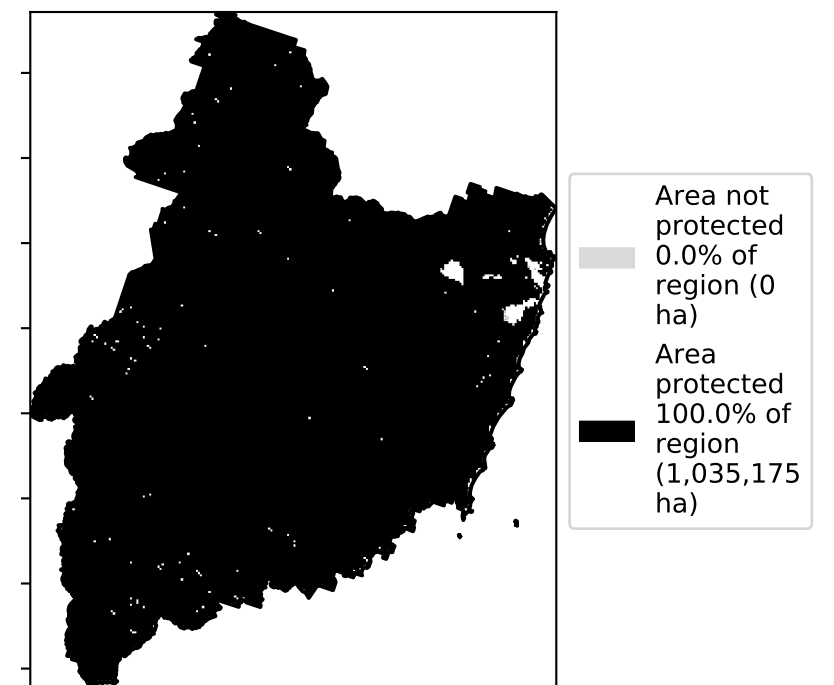 Area not
protected
0.0% of
region (0
ha)
Area
protected
100.0% of
region
(1,035,175
ha)